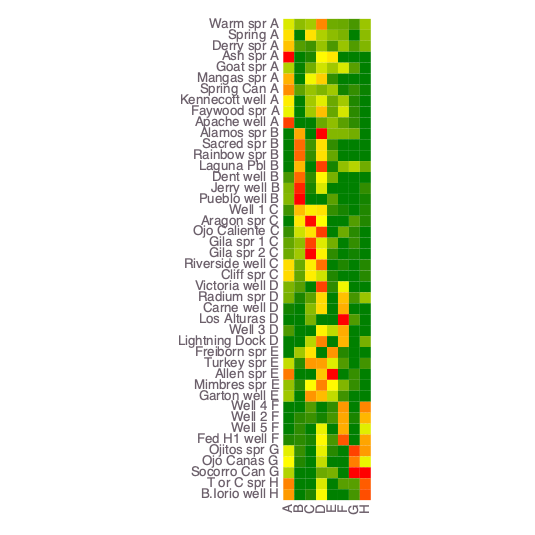 Warm spr A
Spring A
Derry spr A
Ash spr A
Goat spr A
Mangas spr A
Spring Can A
Kennecott well A
Faywood spr A
Apache well A
Alamos spr B
Sacred spr B
Rainbow spr B
Laguna Pbl B
Dent well B
Jerry well B
Pueblo well B
Well 1 C
Aragon spr C
Ojo Caliente C
Gila spr 1 C
Gila spr 2 C
Riverside well C
Cliff spr C
Victoria well D
Radium spr D
Carne well D
Los Alturas D
Well 3 D
Lightning Dock D
Freiborn spr E
Turkey spr E
Allen spr E
Mimbres spr E
Garton well E
Well 4 F
Well 2 F
Well 5 F
Fed H1 well F
Ojitos spr G
Ojo Canas G
Socorro Can G
T or C spr H
B.Iorio well H
A B C D E F G H